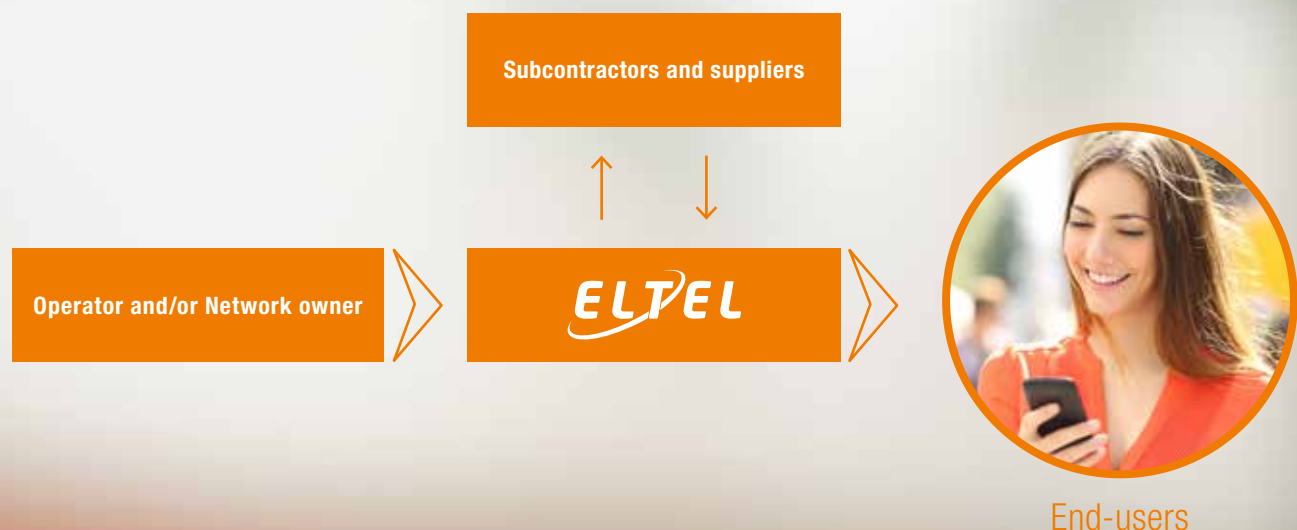 Subcontractors and suppliers
Operator and/or Network owner
ELTEL
End-users